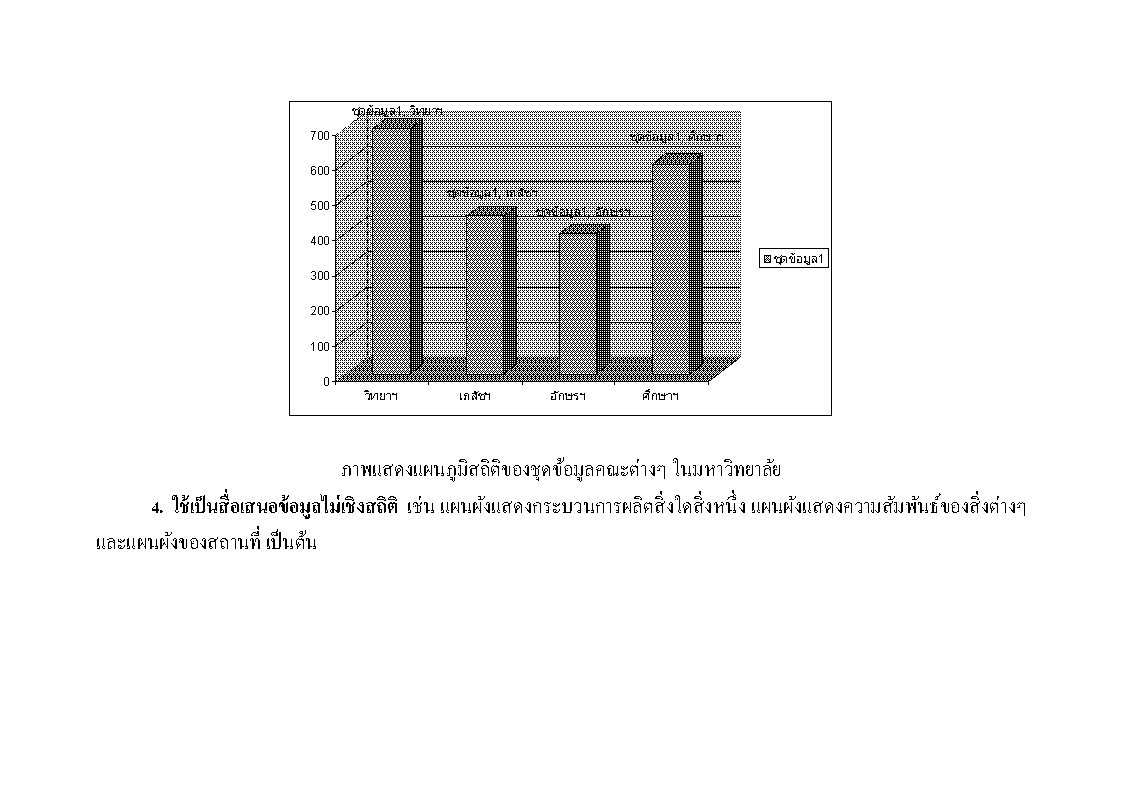 ชุดข้อมูล1, วิทยาฯ
700
ชุดข้อมูล1, ศึกษาฯ
600
ชุดข้อมูล1, เภสัชฯ
500
ชุดข้อมูล1, อักษรฯ
400
ชุดข้อมูล1
300
200
100
0
วิทยาฯ เภสัชฯ อักษรฯ ศึกษาฯ
ภาพแสดงแผนภูมิสถิติของชุดข้อมูลคณะต่างๆ ในมหาวิทยาลัย
4. ใช้เป็นสื่อเสนอข้อมูลไม่เชิงสถิติ เช่น แผนผังแสดงกระบวนการผลิตสิ่งใดสิ่งหนึ่ง แผนผังแสดงความสัมพันธ์ของสิ่งต่างๆ
และแผนผังของสถานที่ เป็นต้น